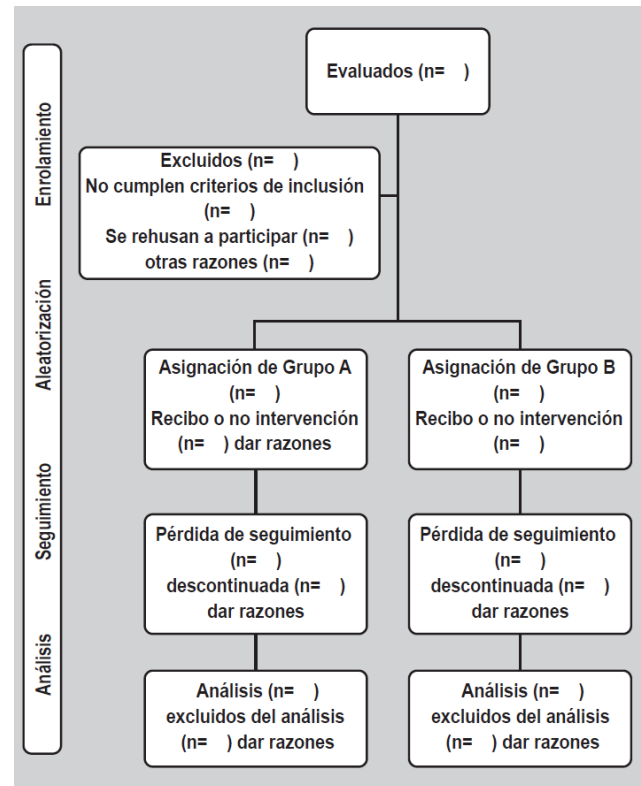 Enrolamiento
Aleatorización
Seguimiento
Análisis
Evaluados (n=   )
Excluidos (n=   )
No cumplen criterios de inclusión
(n=   )
Se rehusan a participar (n=   )
otras razones (n=   )
Asignación de Grupo A
(n=   )
Recibo o no intervención
(n=   ) dar razones
Asignación de Grupo B
(n=   )
Recibo o no intervención
(n=   )
Pérdida de seguimiento
(n=   )
descontinuada (n=   )
dar razones
Pérdida de seguimiento
(n=   )
descontinuada (n=   )
dar razones
Análisis (n=   )
excluidos del análisis
(n=   ) dar razones
Análisis (n=   )
excluidos del análisis
(n=   ) dar razones